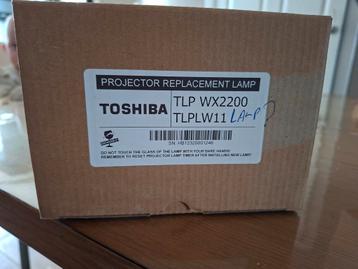 PROJECTOR REPLACEMENT LAMP
TOSHIBA
TLP WX2200
TLPLW11 LAMP?
SN: HB13320B01246
DO NOT TOUCH THE GLASS OF THE LAMP WITH YOUR BARE HANDS!
REMEMBER TO RESET PROJECTOR LAMP TIMER AFTER INSTALLING NEW LAMP!